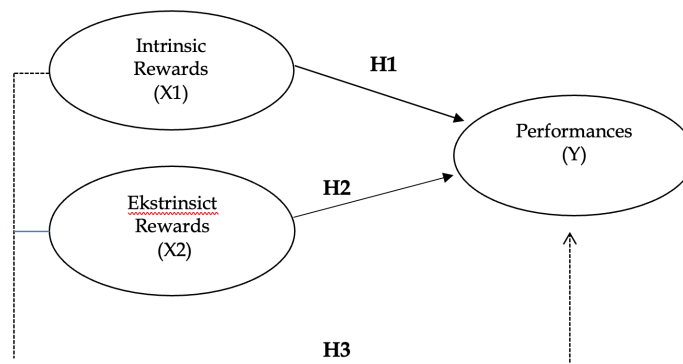 Intrinsic
Rewards
(X1)
H1
Performances
(Y)
H2
Ekstrinsict
Rewards
(X2)
H3